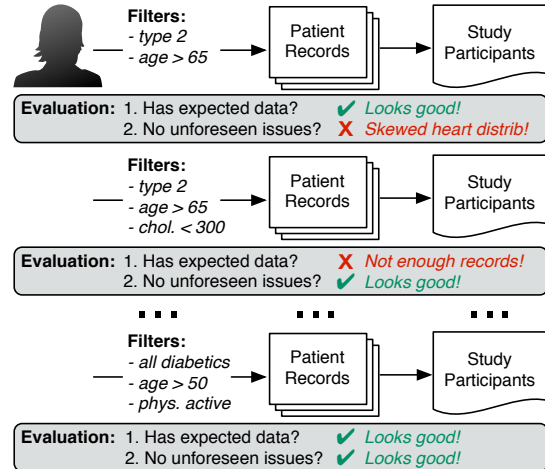 Filters:
- type 2
- age > 65
Patient
Records
Study
Participants
Evaluation: 1. Has expected data? ✔ Looks good!
2. No unforeseen issues? X Skewed heart distrib!
Filters:
- type 2
- age > 65
- chol. < 300
Patient
Records
Study
Participants
Evaluation: 1. Has expected data? X Not enough records!
2. No unforeseen issues? ✔ Looks good!
... ... ...
Filters:
- all diabetics
- age > 50
- phys. active
Patient
Records
Study
Participants
Evaluation: 1. Has expected data? ✔ Looks good!
2. No unforeseen issues? ✔ Looks good!